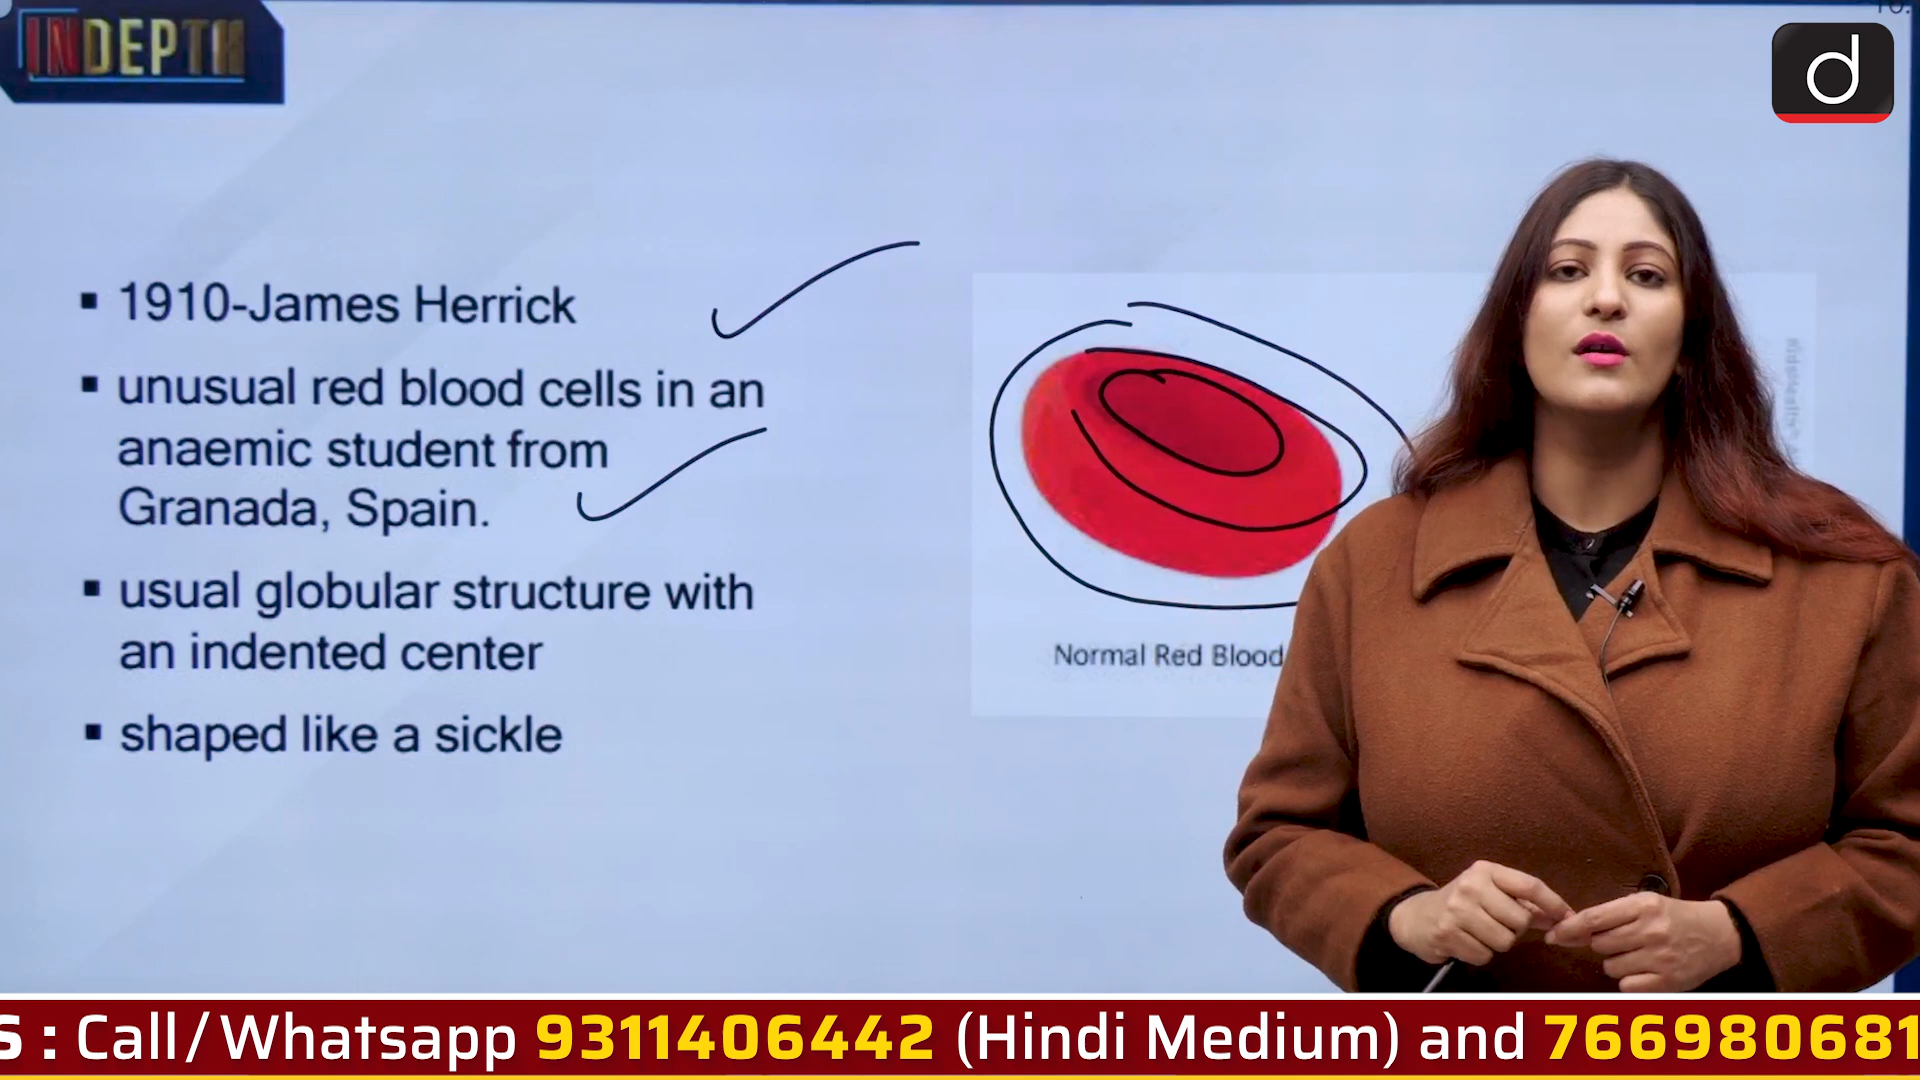 INDEPTH
d
1910-James Herrick
unusual red blood cells in an
anaemic student from
Granada, Spain.
usual globular structure with
an indented center
shaped like a sickle
Normal Red Blood
S : Call/Whatsapp 9311406442 (Hindi Medium) and 766980681